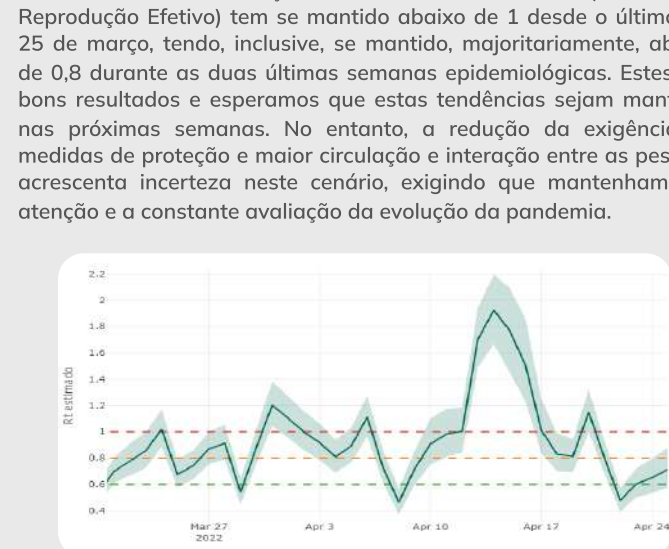 Reprodução Efetivo) tem se mantido abaixo de 1 desde o últim
25 de março, tendo, inclusive, se mantido, majoritariamente, ab
de 0,8 durante as duas últimas semanas epidemiológicas. Estes
bons resultados e esperamos que estas tendências sejam man
nas próximas semanas. No entanto, a redução da exigênci
medidas de proteção e maior circulação e interação entre as pes
acrescenta incerteza neste cenário, exigindo que mantenham
atenção e a constante avaliação da evolução da pandemia.
2.2
2
1.8
1.6
1.4
1.2
1
0.8
0.6
0.4
Rt estimado
Mar 27 Apr 3 Apr 10 Apr 17 Apr 24
2022